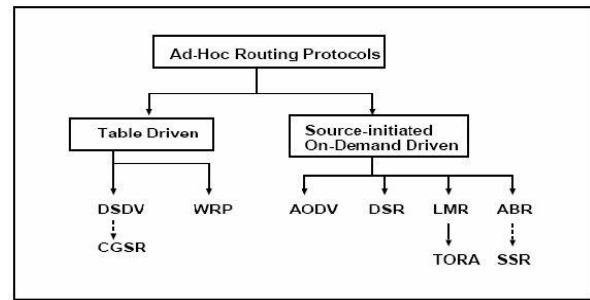 Ad-Hoc Routing Protocols
Table Driven
Source-initiated
On-Demand Driven
DSDV WRP AODV DSR LMR ABR
CGSR TORA SSR